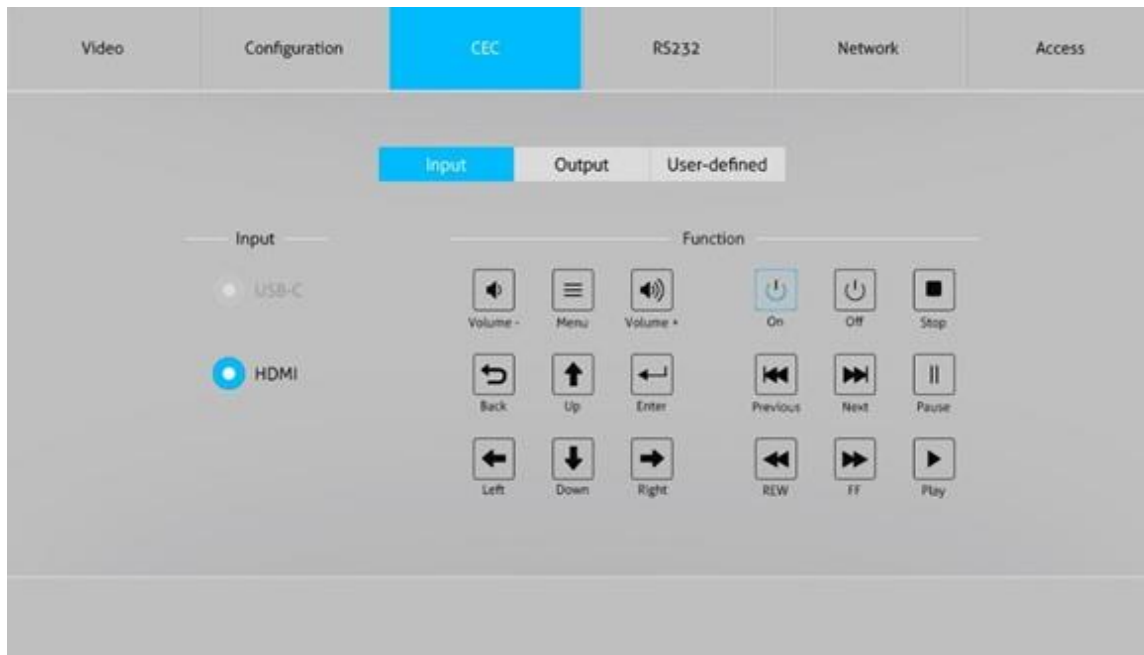 Video Configuration CEC RS232 Network Access
Input Output User-defined
Input
Function
USB-C
HDMI
Volume - Menu Volume + On Off Stop
Back Up Enter Previous Next Pause
Left Down Right REW FF Play